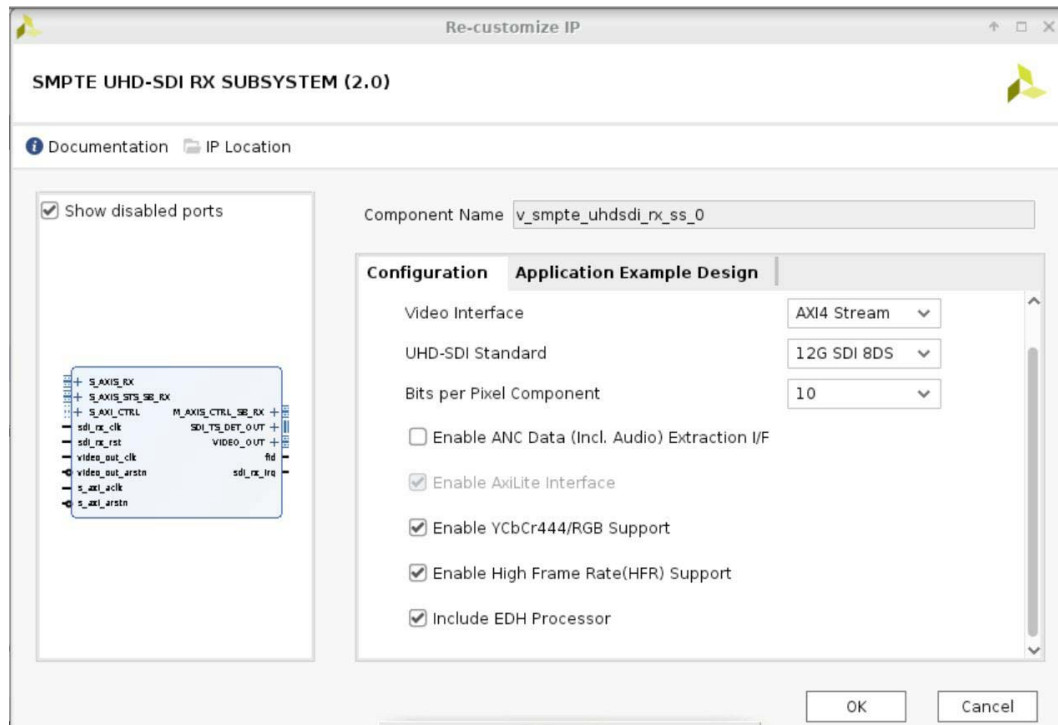 Re-customize IP
SMPTE UHD-SDI RX SUBSYSTEM (2.0)
Documentation IP Location
Show disabled ports
Component Name v_smpte_uhdsdi_rx_ss_0
Configuration Application Example Design
Video Interface AXI4 Stream
UHD-SDI Standard 12G SDI 8DS
Bits per Pixel Component 10
Enable ANC Data (Incl. Audio) Extraction I/F
Enable AxiLite Interface
Enable YCbCr444/RGB Support
Enable High Frame Rate(HFR) Support
Include EDH Processor
S_AXIS_RX
S_AXIS_STS_SB_RX
S_AXI_CTRL M_AXIS_CTRL_SB_RX
sdi_rx_clk SDI_TS_DET_OUT
sdi_rx_rst VIDEO_OUT
video_out_clk fid
video_out_arstn sdi_rx_irq
s_axi_aclk
s_axi_arstn
OK Cancel